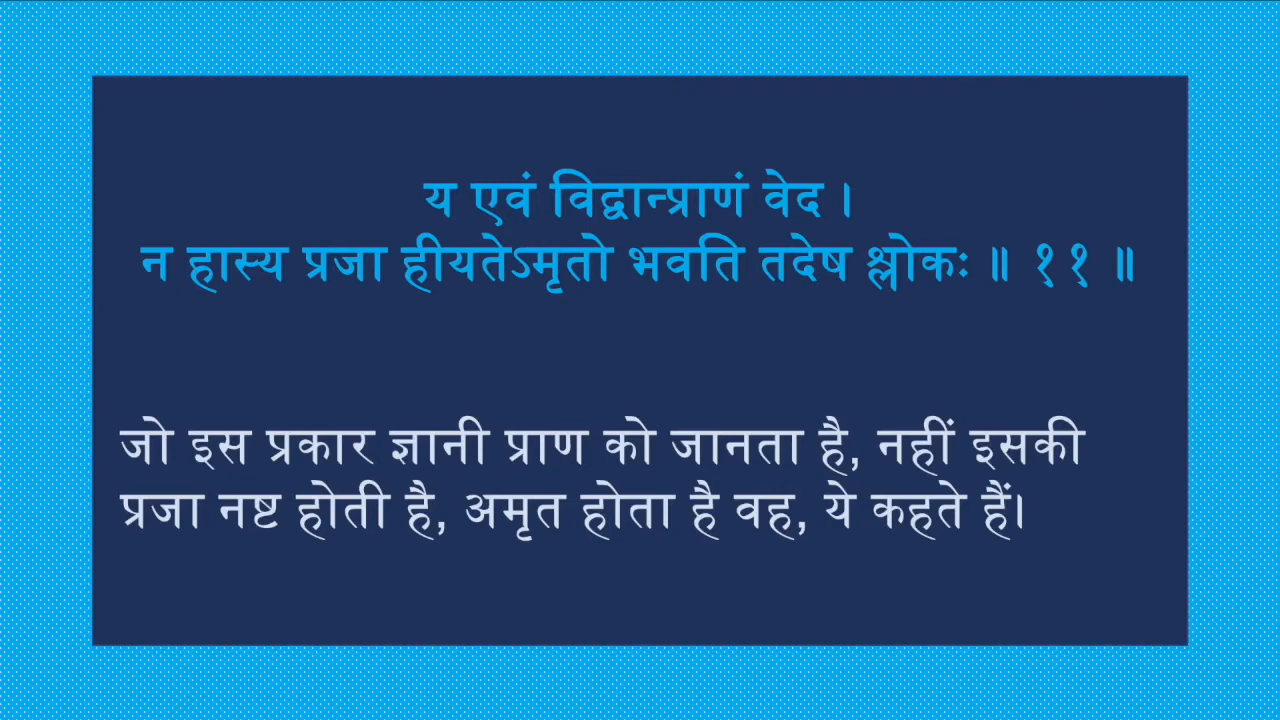 य एवं विद्वान्प्राणं वेद ।
न हास्य प्रजा हीयतेऽमृतो भवति तदेष श्लोकः ॥ ११ ॥
जो इस प्रकार ज्ञानी प्राण को जानता है, नहीं इसकी
प्रजा नष्ट होती है, अमृत होता है वह, ये कहते हैं।